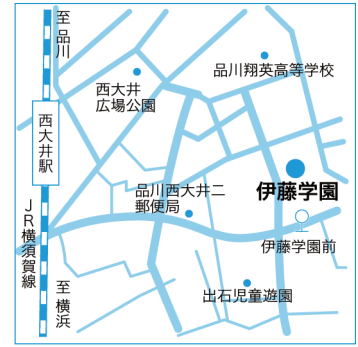 至品川
品川翔英高等学校
西大井
広場公園
西大井駅
伊藤学園
品川西大井二
郵便局
JR横須賀線
伊藤学園前
至横浜
出石児童遊園